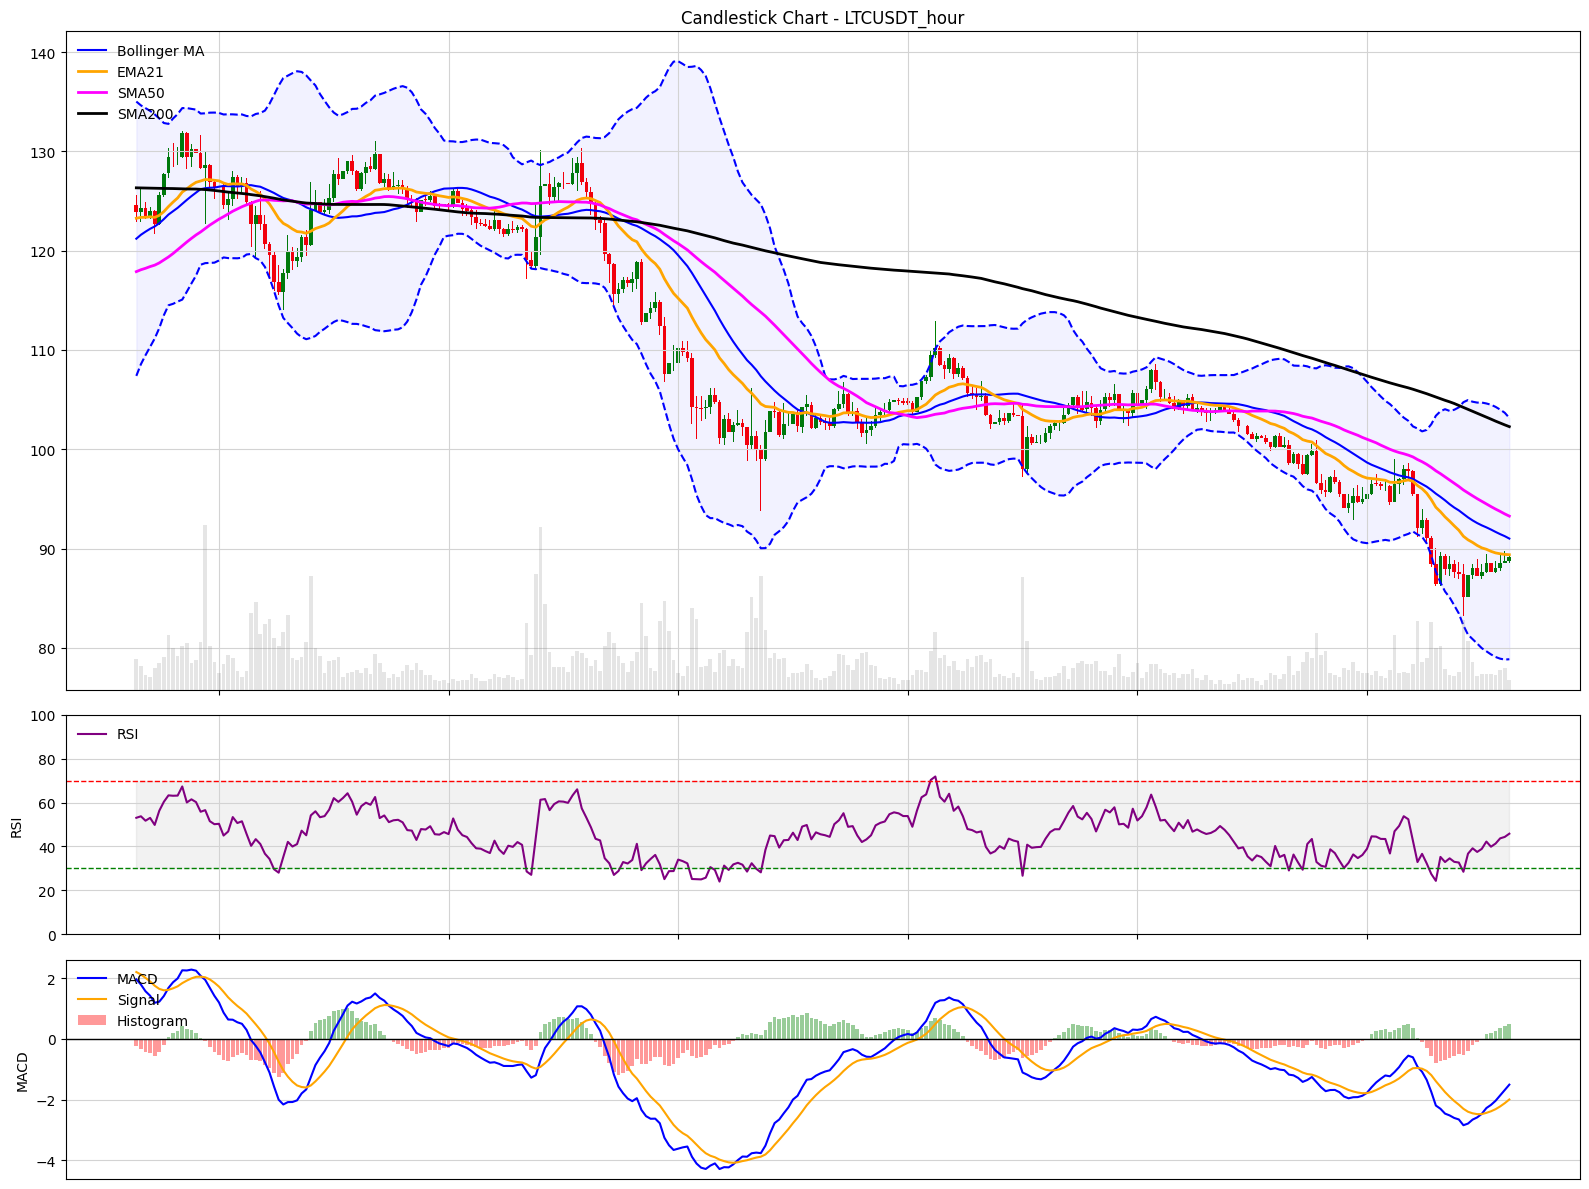 Candlestick Chart - LTCUSDT_hour
Bollinger MA
EMA21
SMA50
SMA200
140
130
120
110
100
90
80
RSI
100
80
60
40
20
0
RSI
MACD
Signal
Histogram
2
0
−2
−4
MACD